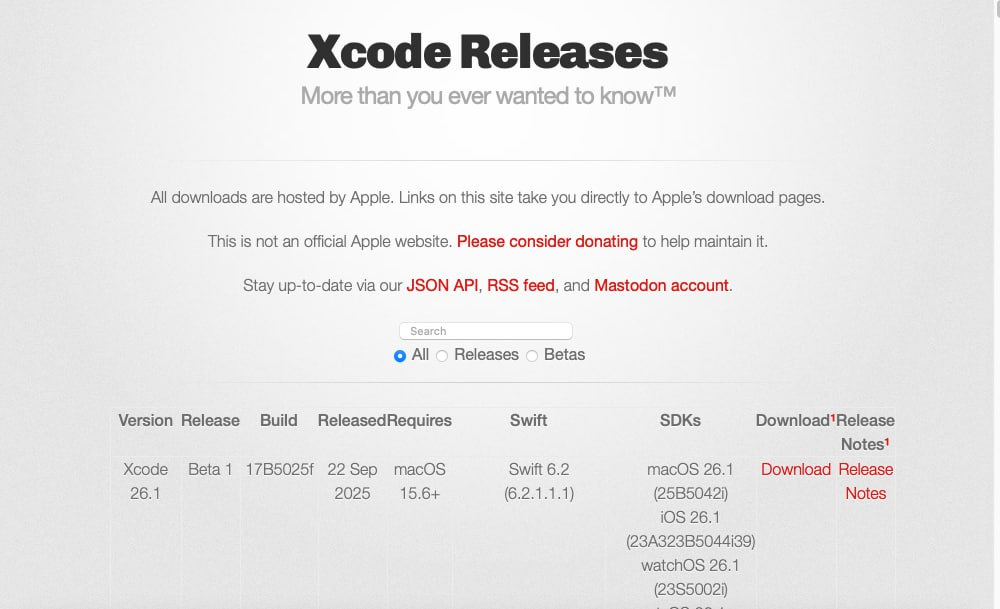 Xcode Releases
More than you ever wanted to know™
All downloads are hosted by Apple. Links on this site take you directly to Apple’s download pages.
This is not an official Apple website. Please consider donating to help maintain it.
Stay up-to-date via our JSON API, RSS feed, and Mastodon account.
Search
All Releases Betas
Version Release Build Released Requires Swift SDKs Download¹ Release
Notes¹
Xcode Beta 1 17B5025f 22 Sep macOS Swift 6.2 macOS 26.1 Download Release
26.1 2025 15.6+ (6.2.1.1.1) (25B5042i) Notes
iOS 26.1
(23A323B5044i39)
watchOS 26.1
(23S5002i)